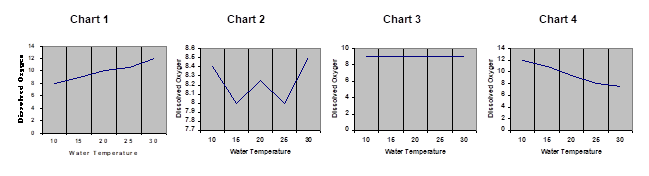 Chart 1
Dissolved Oxygen
14
12
10
8
6
4
2
0
10 15 20 25 30
Water Temperature
Chart 2
Dissolved Oxygen
8.6
8.5
8.4
8.3
8.2
8.1
8
7.9
7.8
7.7
10 15 20 25 30
Water Temperature
Chart 3
Dissolved Oxygen
10
8
6
4
2
0
10 15 20 25 30
Water Temperature
Chart 4
Dissolved Oxygen
14
12
10
8
6
4
2
0
10 15 20 25 30
Water Temperature